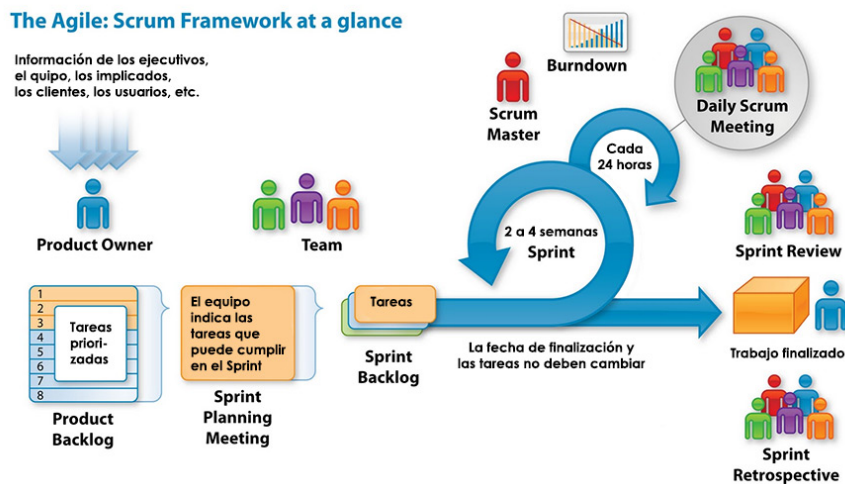 The Agile: Scrum Framework at a glance
Información de los ejecutivos,
el quipo, los implicados,
los clientes, los usuarios, etc.
Product Owner
Team
Scrum
Master
Burndown
Daily Scrum
Meeting
Cada
24 horas
2 a 4 semanas
Sprint
Sprint Review
1
2
3
4
5
6
7
8
Tareas
priori-
zadas
Product
Backlog
El equipo
indica las
tareas que
puede cumplir
en el Sprint
Sprint
Planning
Meeting
Tareas
Sprint
Backlog
La fecha de finalización y
las tareas no deben cambiar
Trabajo finalizado
Sprint
Retrospective